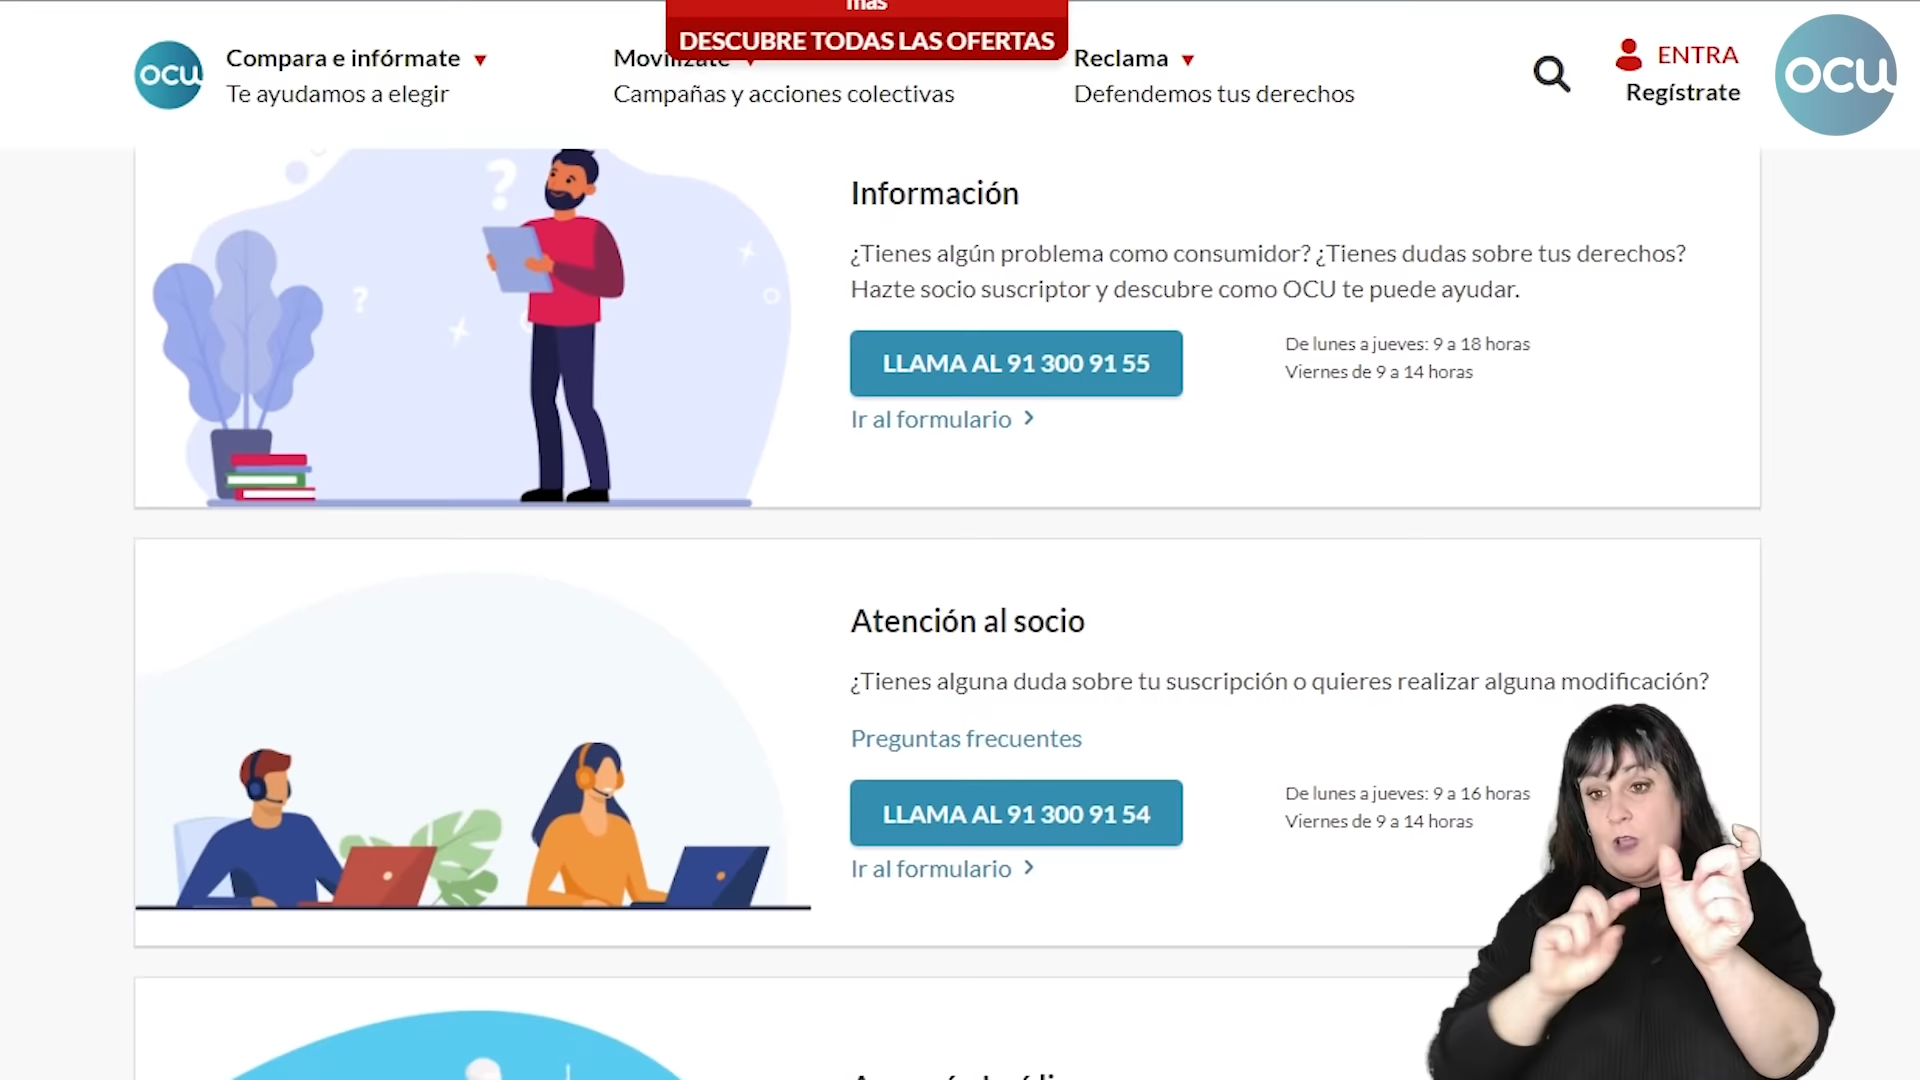 más
DESCUBRE TODAS LAS OFERTAS
ocu
Compara e infórmate
Te ayudamos a elegir
Movilízate
Campañas y acciones colectivas
Reclama
Defendemos tus derechos
ENTRA
Regístrate
ocu
Información
¿Tienes algún problema como consumidor? ¿Tienes dudas sobre tus derechos?
Hazte socio suscriptor y descubre como OCU te puede ayudar.
LLAMA AL 91 300 91 55
De lunes a jueves: 9 a 18 horas
Viernes de 9 a 14 horas
Ir al formulario
Atención al socio
¿Tienes alguna duda sobre tu suscripción o quieres realizar alguna modificación?
Preguntas frecuentes
LLAMA AL 91 300 91 54
De lunes a jueves: 9 a 16 horas
Viernes de 9 a 14 horas
Ir al formulario